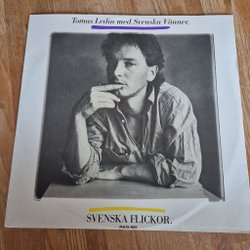 Tomas Ledin med Svenska Vänner.
SVENSKA FLICKOR.